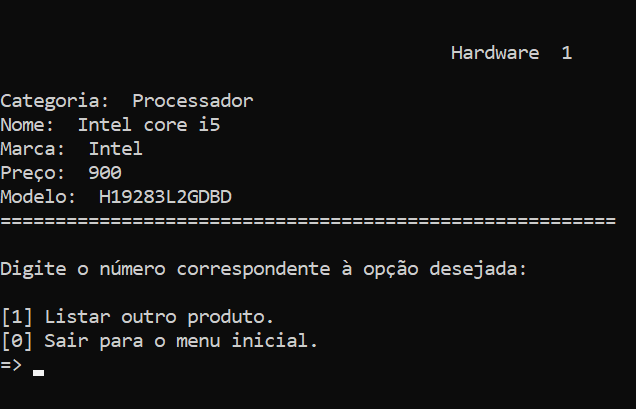 Hardware  1
Categoria:  Processador
Nome:  Intel core i5
Marca:  Intel
Preço:  900
Modelo:  H19283L2GDBD
========================================================
Digite o número correspondente à opção desejada:
[1] Listar outro produto.
[0] Sair para o menu inicial.
=>